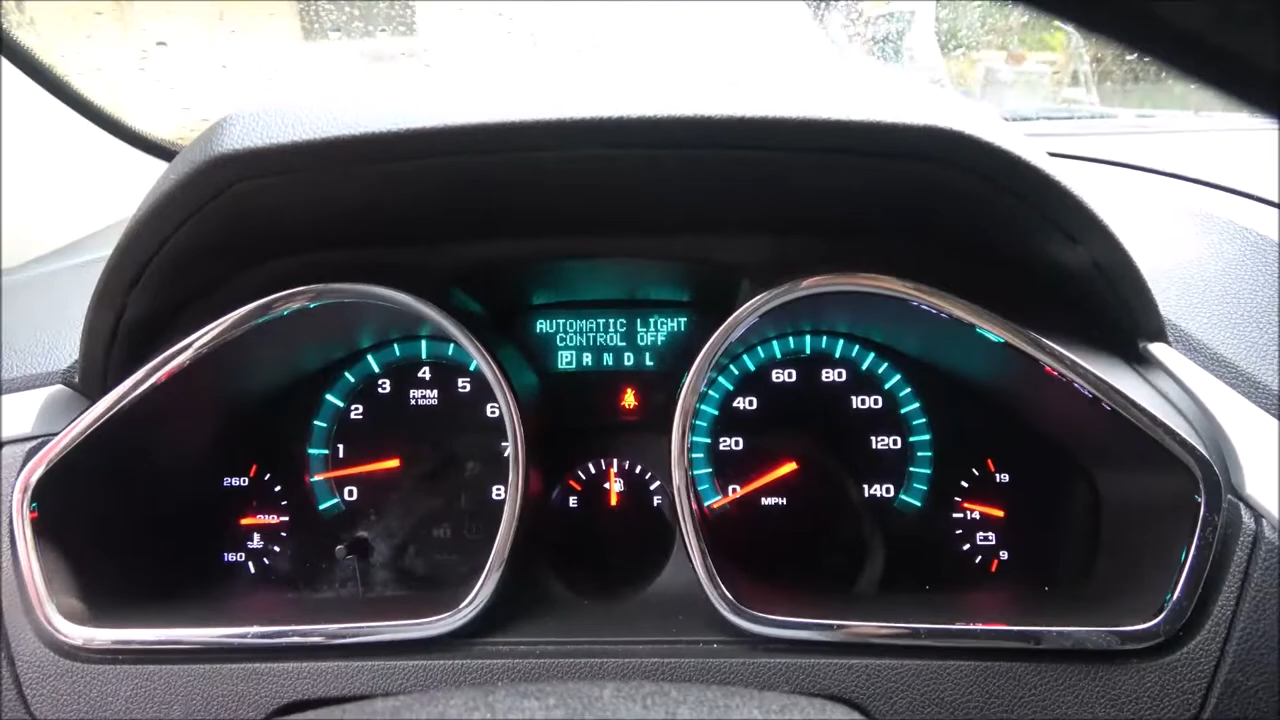 AUTOMATIC LIGHT
CONTROL OFF
P R N D L
0 1 2 3 4 5 6 7 8
RPM
X1000
260
210
160
E F
0 20 40 60 80 100 120 140
MPH
19
14
9